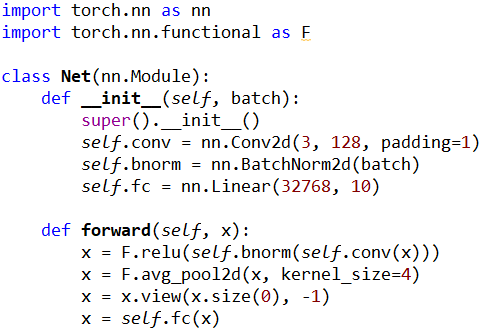 import torch.nn as nn
import torch.nn.functional as F
class Net(nn.Module):
def __init__(self, batch):
super().__init__()
self.conv = nn.Conv2d(3, 128, padding=1)
self.bnorm = nn.BatchNorm2d(batch)
self.fc = nn.Linear(32768, 10)
def forward(self, x):
x = F.relu(self.bnorm(self.conv(x)))
x = F.avg_pool2d(x, kernel_size=4)
x = x.view(x.size(0), -1)
x = self.fc(x)